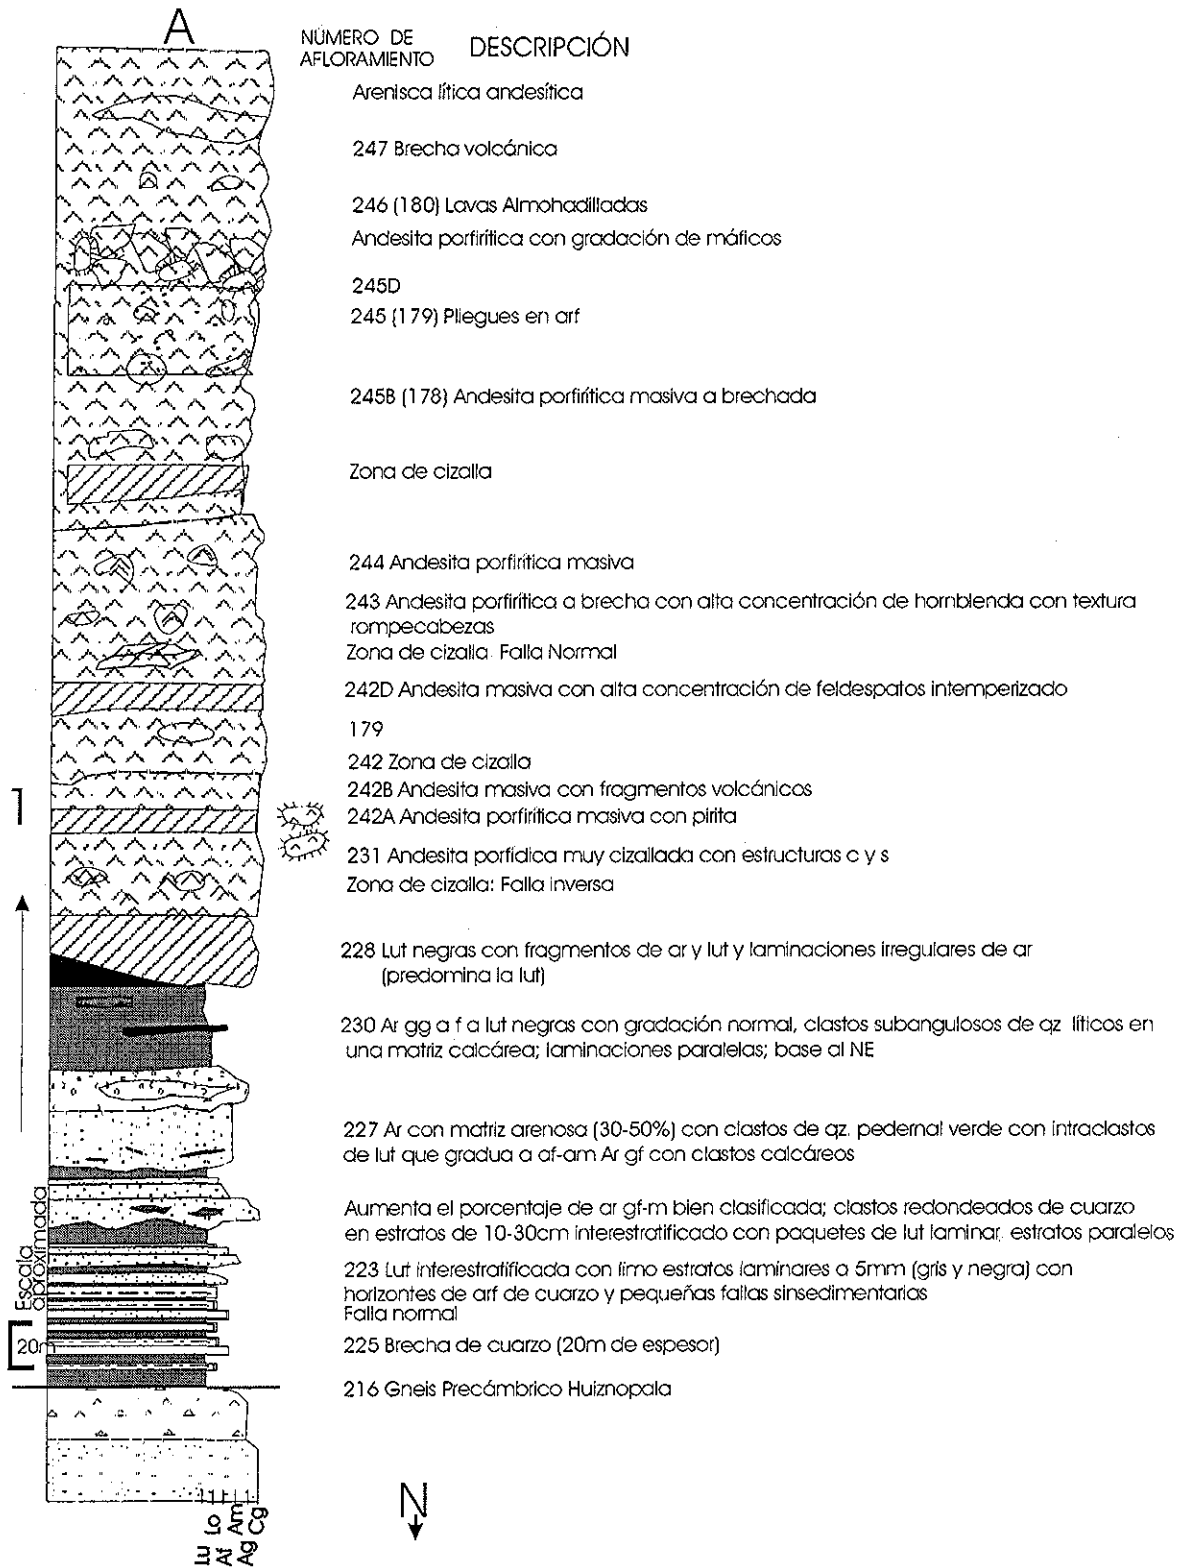 A
NÚMERO DE
AFLORAMIENTO
DESCRIPCIÓN
Arenisca lítica andesítica
247 Brecha volcánica
246 (180) Lavas Almohadilladas
Andesita porfirítica con gradación de máficos
245D
245 (179) Pliegues en arf
245B (178) Andesita porfirítica masiva a brechada
Zona de cizalla
244 Andesita porfirítica masiva
243 Andesita porfirítica a brecha con alta concentración de hornblenda con textura
rompecabezas
Zona de cizalla Falla Normal
242D Andesita masiva con alta concentración de feldespatos intemperizado
179
242 Zona de cizalla
242B Andesita masiva con fragmentos volcánicos
242A Andesita porfirítica masiva con pirita
231 Andesita porfídica muy cizallada con estructuras c y s
Zona de cizalla: Falla inversa
228 Lut negras con fragmentos de ar y lut y laminaciones irregulares de ar
(predomina la lut)
230 Ar gg a f a lut negras con gradación normal, clastos subangulosos de qz líticos en
una matriz calcárea; laminaciones paralelas; base al NE
227 Ar con matriz arenosa (30-50%) con clastos de qz. pedernal verde con intraclastos
de lut que gradua a af-am Ar gf con clastos calcáreos
Aumenta el porcentaje de ar gf-m bien clasificada; clastos redondeados de cuarzo
en estratos de 10-30cm interestratificado con paquetes de lut laminar. estratos paralelos
223 Lut interestratificada con limo estratos laminares a 5mm (gris y negra) con
horizontes de arf de cuarzo y pequeñas fallas sinsedimentarias
Falla normal
225 Brecha de cuarzo (20m de espesor)
216 Gneis Precámbrico Huiznopala
1
Escala
aproximada
20m
Lu
Lo
Af
Am
Ag
Cg
N